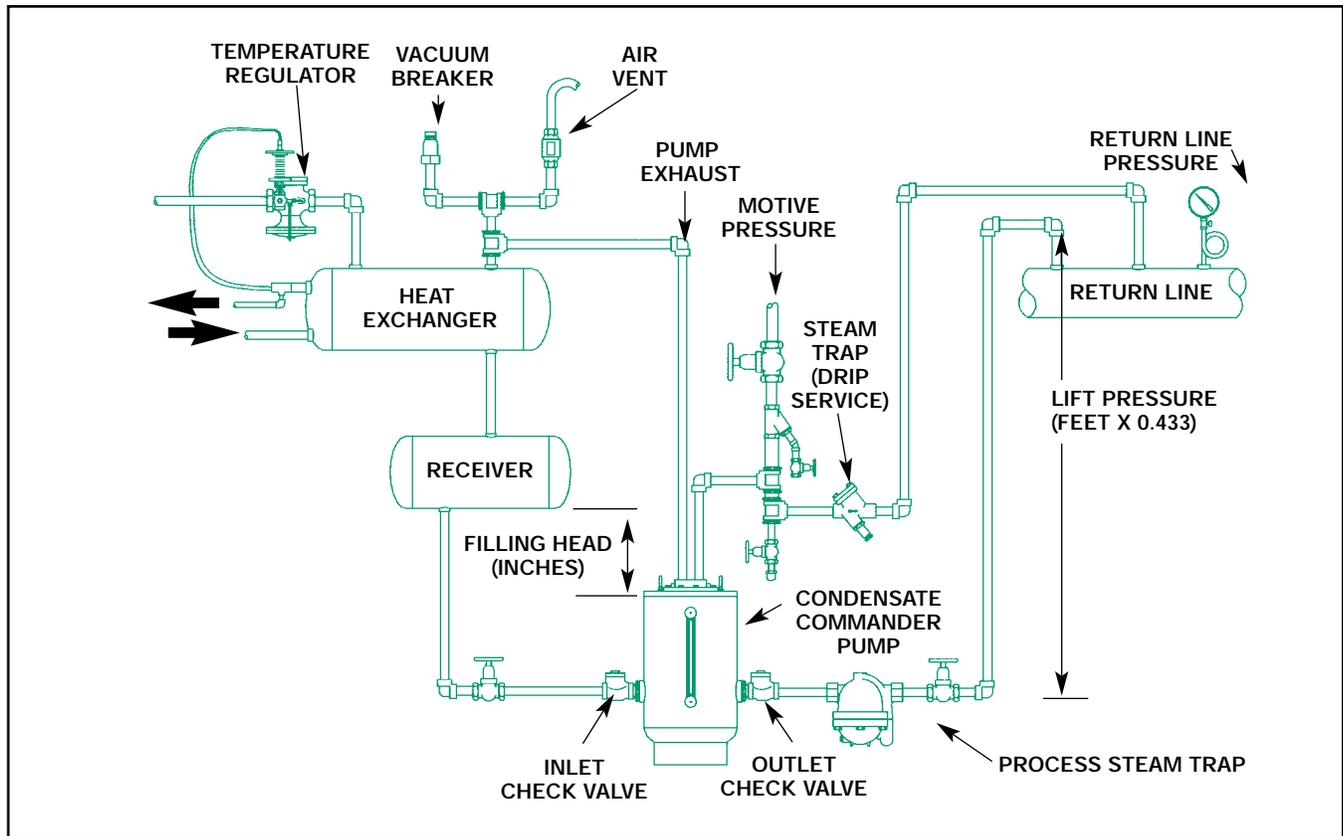 TEMPERATURE
REGULATOR
VACUUM
BREAKER
AIR
VENT
PUMP
EXHAUST
MOTIVE
PRESSURE
RETURN LINE
PRESSURE
HEAT
EXCHANGER
RETURN LINE
STEAM
TRAP
(DRIP
SERVICE)
LIFT PRESSURE
(FEET X 0.433)
RECEIVER
FILLING HEAD
(INCHES)
CONDENSATE
COMMANDER
PUMP
INLET
CHECK VALVE
OUTLET
CHECK VALVE
PROCESS STEAM TRAP